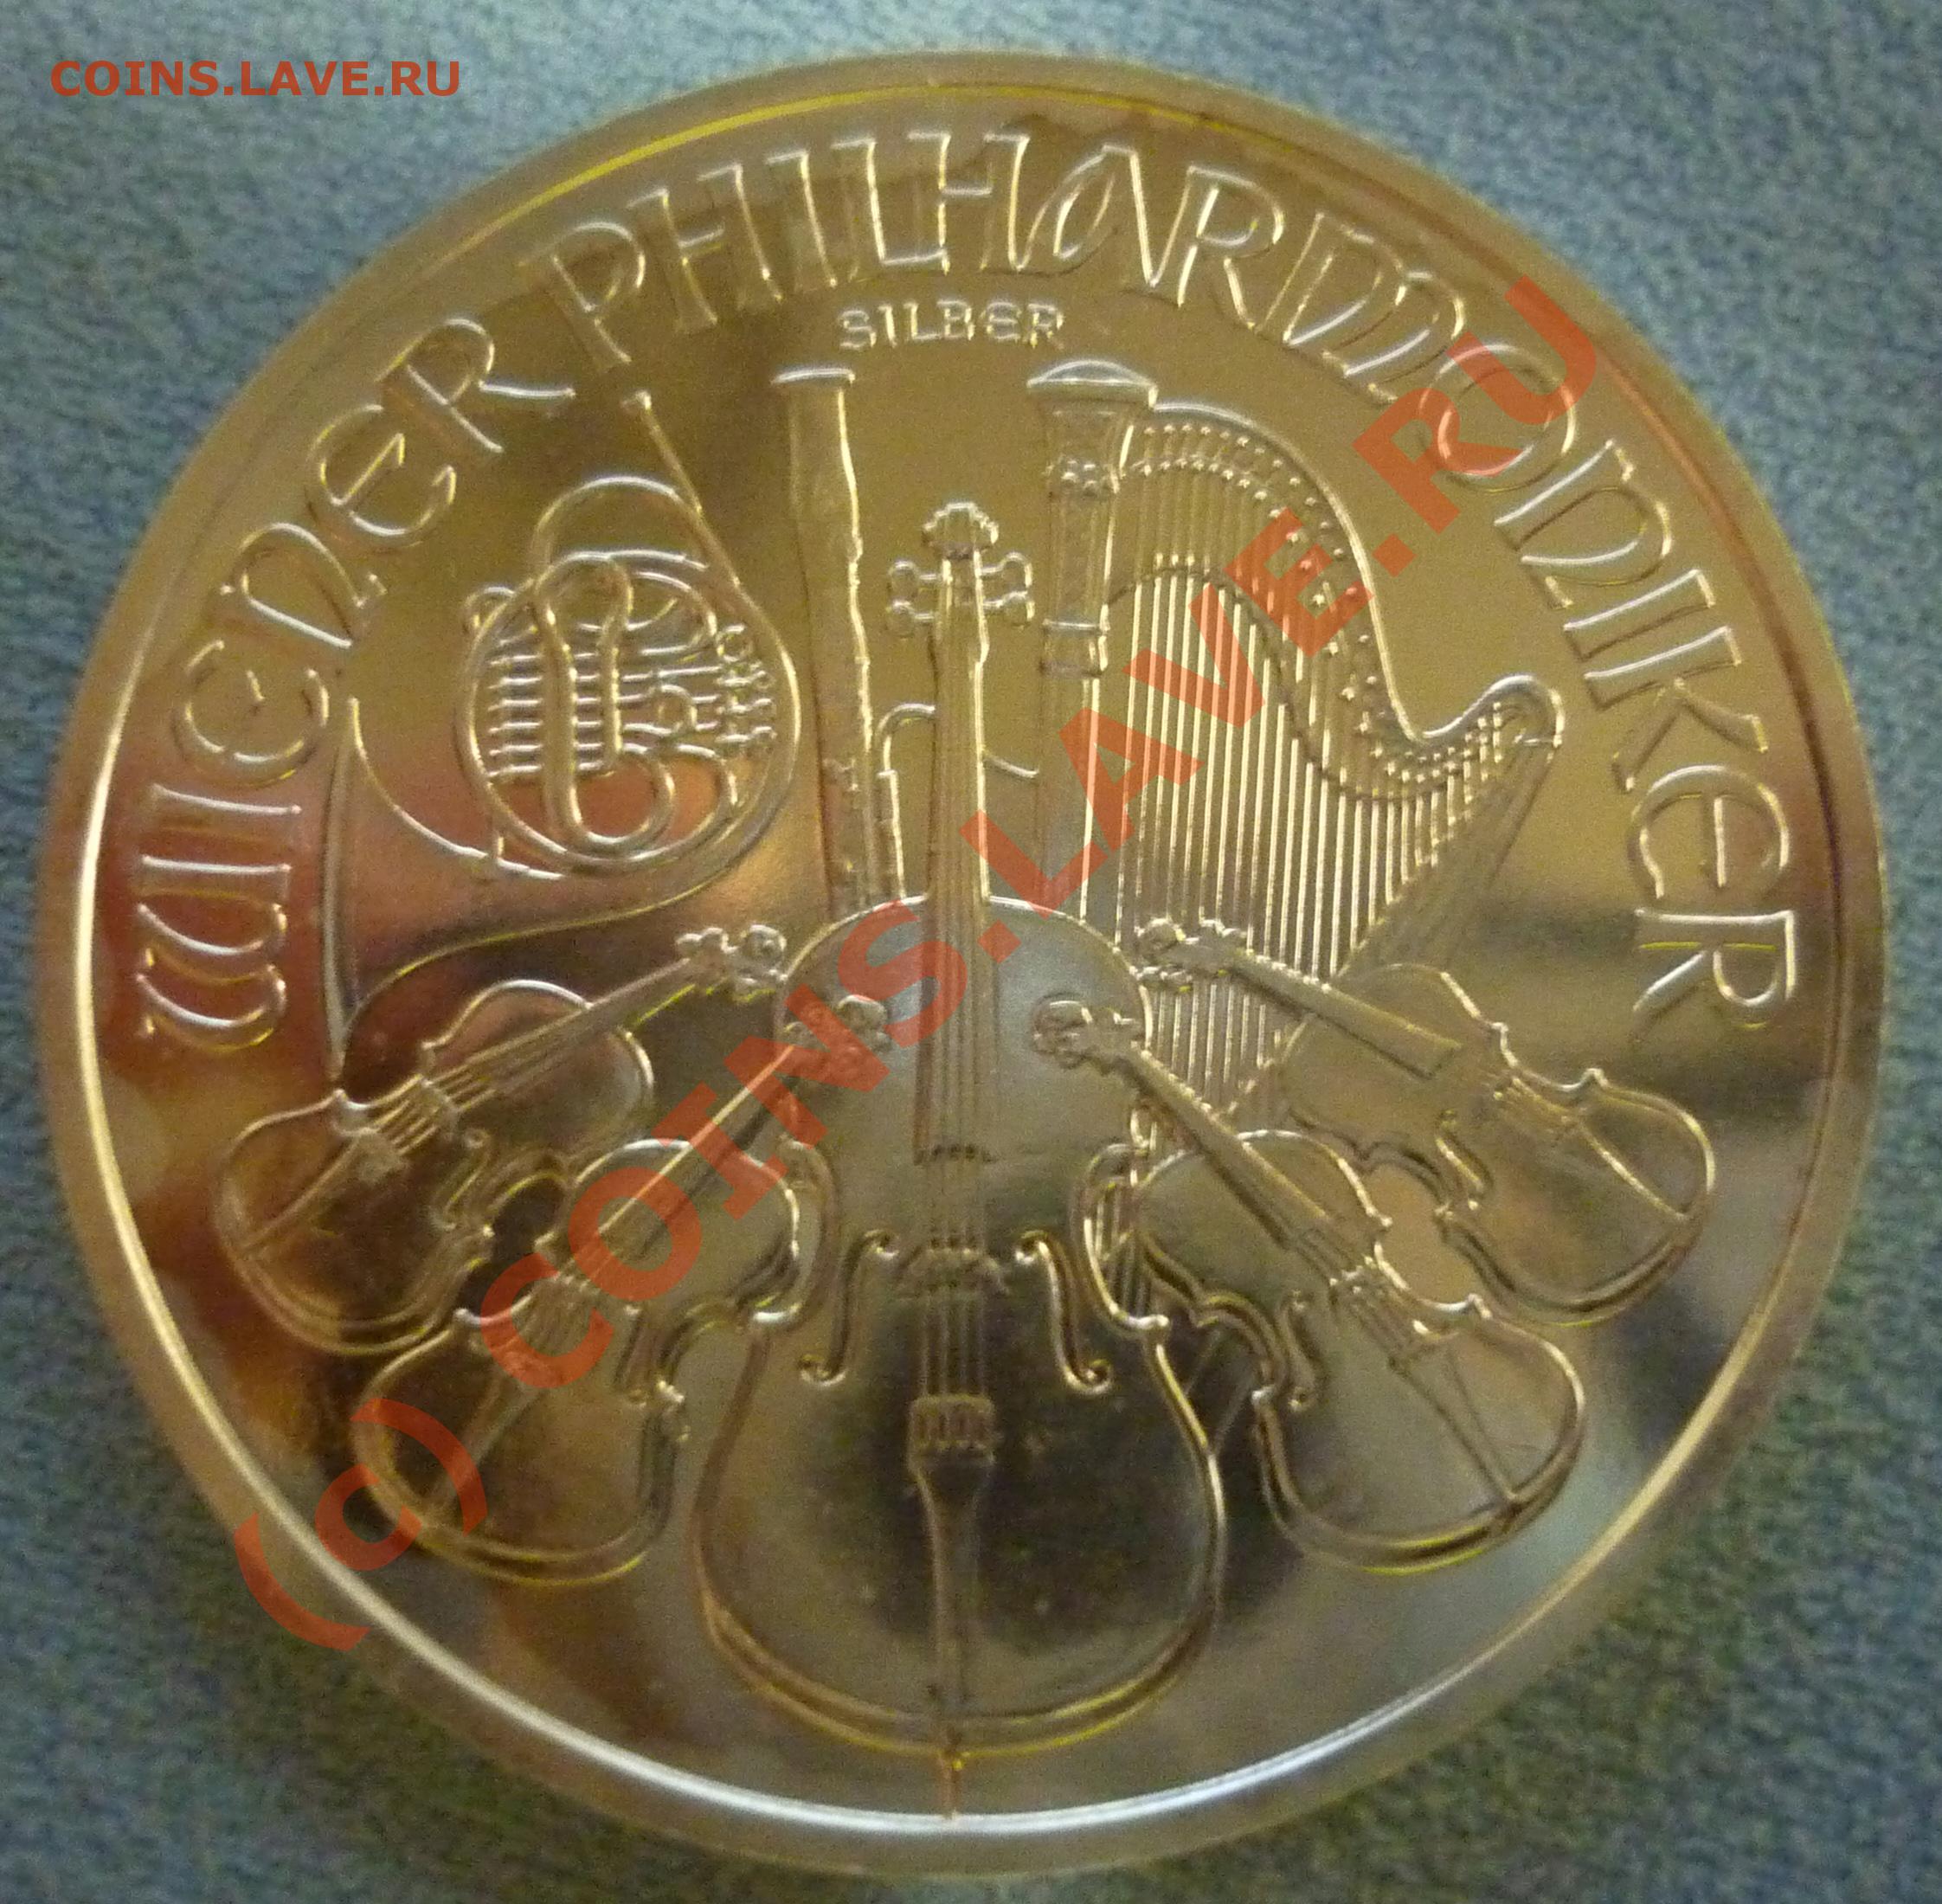 COINS.LAVE.RU
WIENER PHILHARMONIKER
SILBER
(c) COINS.LAVE.RU